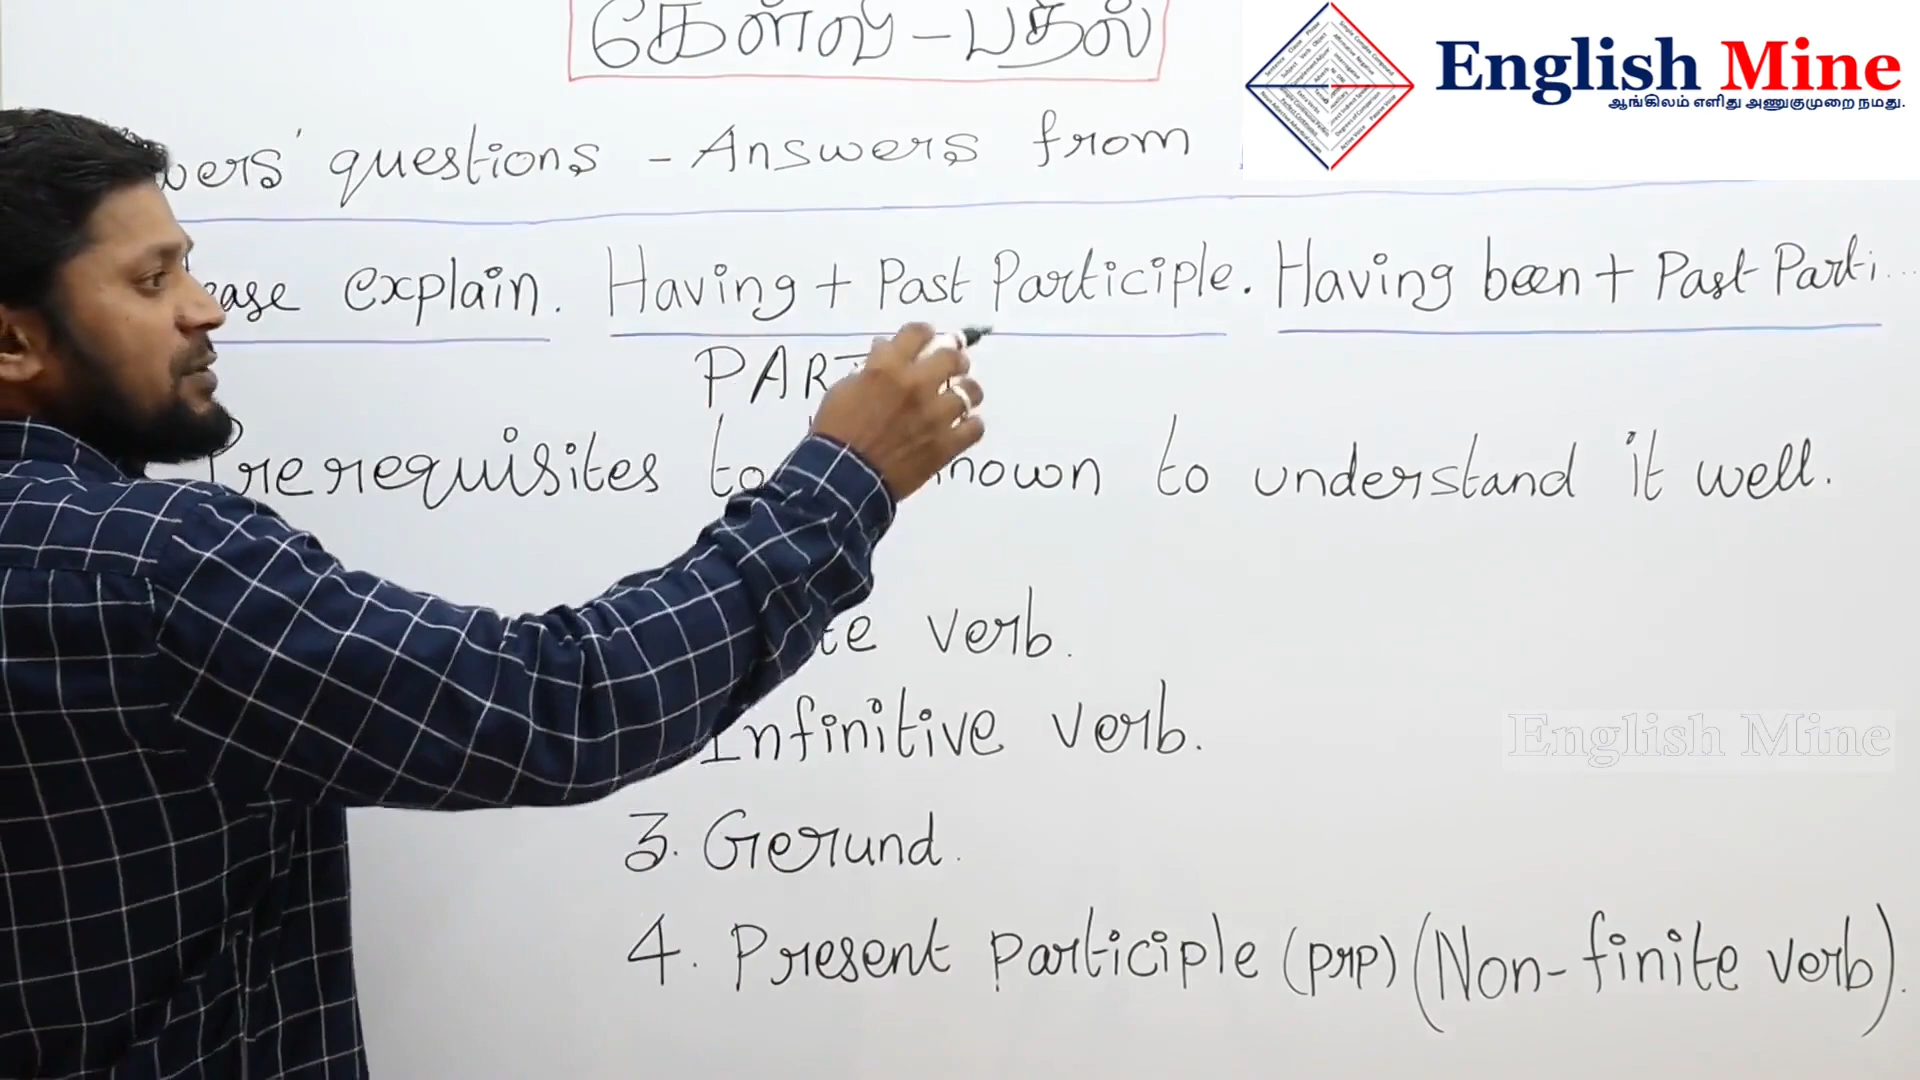 கேள்வி - பதில்
English Mine
ஆங்கிலம் எளிது அணுகுமுறை நமது.
questions - Answers from
explain. Having + Past Participle. Having been + Past Parti...
PART
Prerequisites to known to understand it well.
verb.
Infinitive verb.
English Mine
3. Gerund.
4. Present participle (prp) (Non-finite verb).